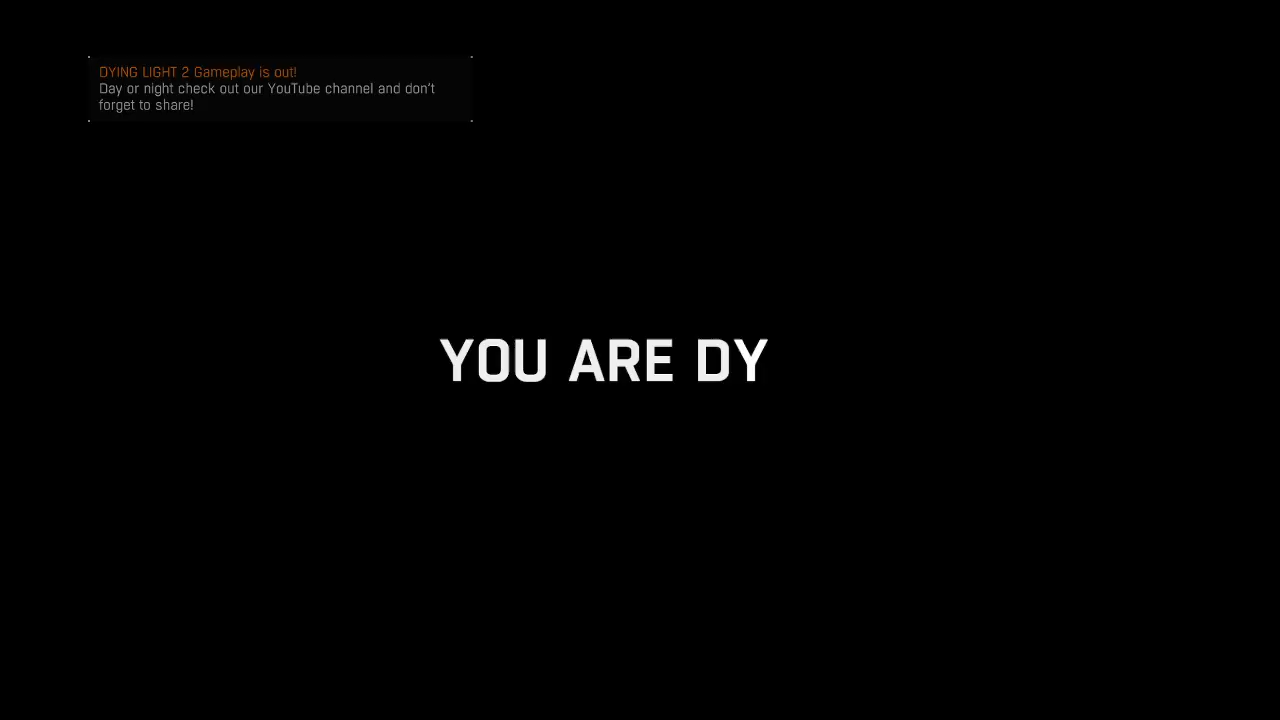 DYING LIGHT 2 Gameplay is out!
Day or night check out our YouTube channel and don't
forget to share!
YOU ARE DY